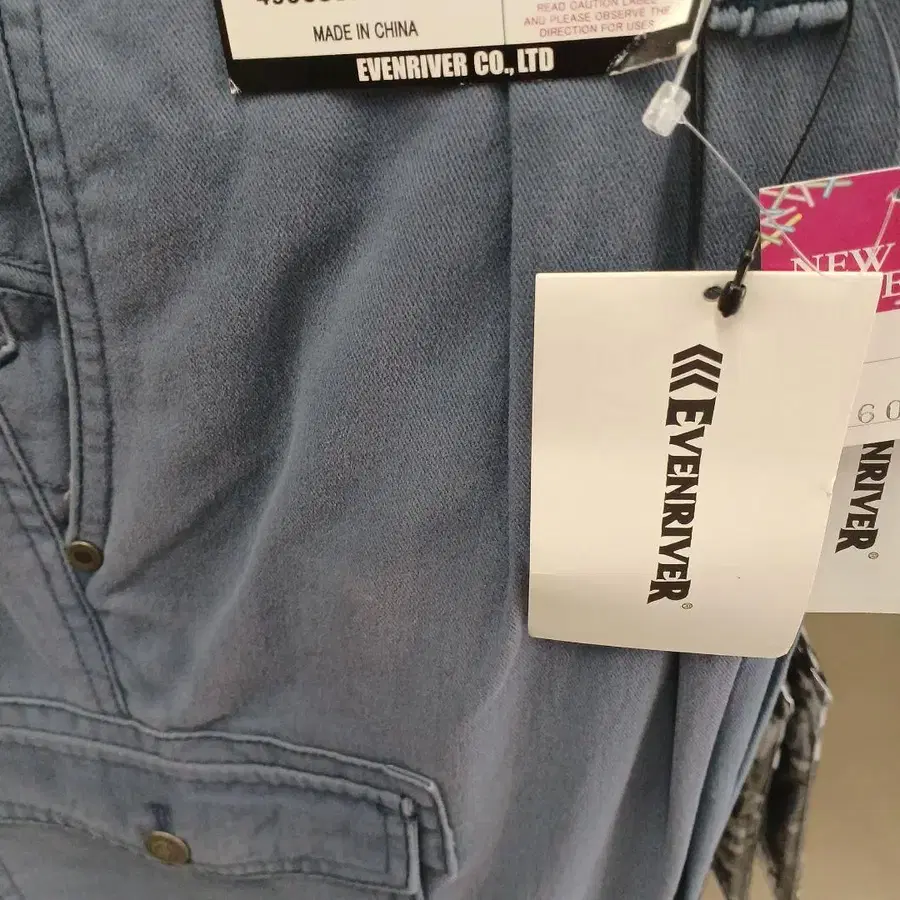 MADE IN CHINA
EVENRIVER CO., LTD
READ CAUTION LABEL
AND PLEASE OBSERVE THE
DIRECTION FOR USES
NEW
EVENRIVER®
60
NRIVER®